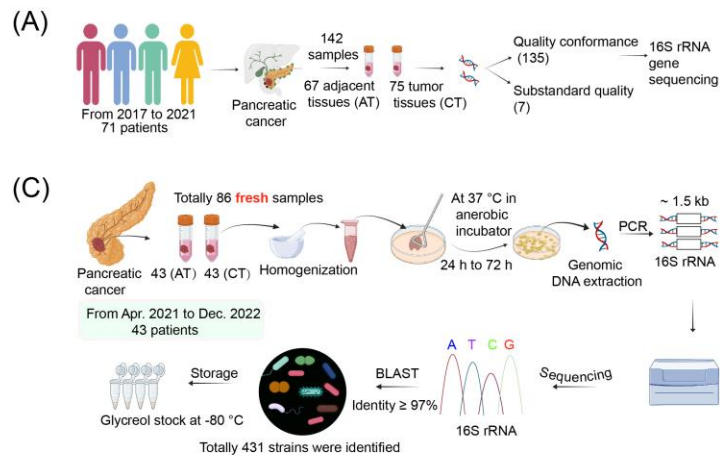 (A)
From 2017 to 2021
71 patients
Pancreatic
cancer
142
samples
67 adjacent
tissues (AT)
75 tumor
tissues (CT)
Quality conformance
(135)
Substandard quality
(7)
16S rRNA
gene
sequencing
(C)
Pancreatic
cancer
Totally 86 fresh samples
43 (AT)
43 (CT)
From Apr. 2021 to Dec. 2022
43 patients
Homogenization
At 37 °C in
anerobic
incubator
24 h to 72 h
Genomic
DNA extraction
PCR
~ 1.5 kb
16S rRNA
Sequencing
A T C G
16S rRNA
BLAST
Identity ≥ 97%
Totally 431 strains were identified
Storage
Glycreol stock at -80 °C